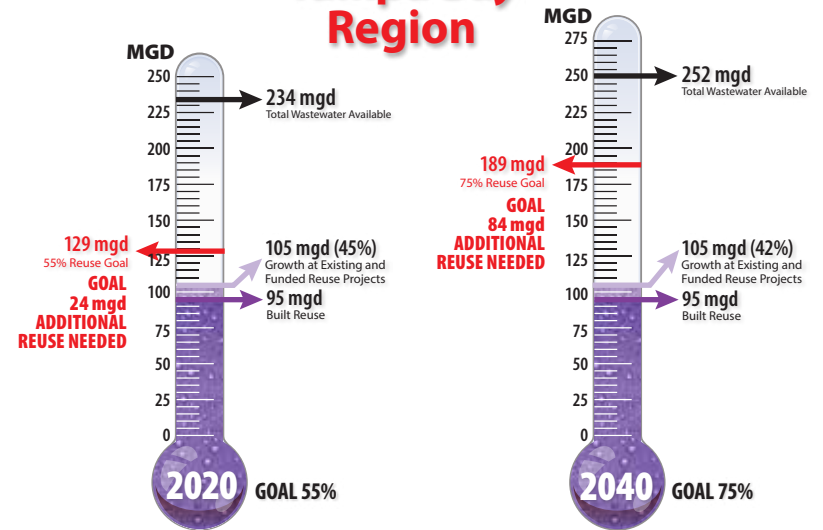 Region
MGD
250
225
200
175
150
125
100
75
50
25
0
234 mgd
Total Wastewater Available
129 mgd
55% Reuse Goal
GOAL
24 mgd
ADDITIONAL
REUSE NEEDED
105 mgd (45%)
Growth at Existing and
Funded Reuse Projects
95 mgd
Built Reuse
2020
GOAL 55%
MGD
275
250
225
200
175
150
125
100
75
50
25
0
252 mgd
Total Wastewater Available
189 mgd
75% Reuse Goal
GOAL
84 mgd
ADDITIONAL
REUSE NEEDED
105 mgd (42%)
Growth at Existing and
Funded Reuse Projects
95 mgd
Built Reuse
2040
GOAL 75%